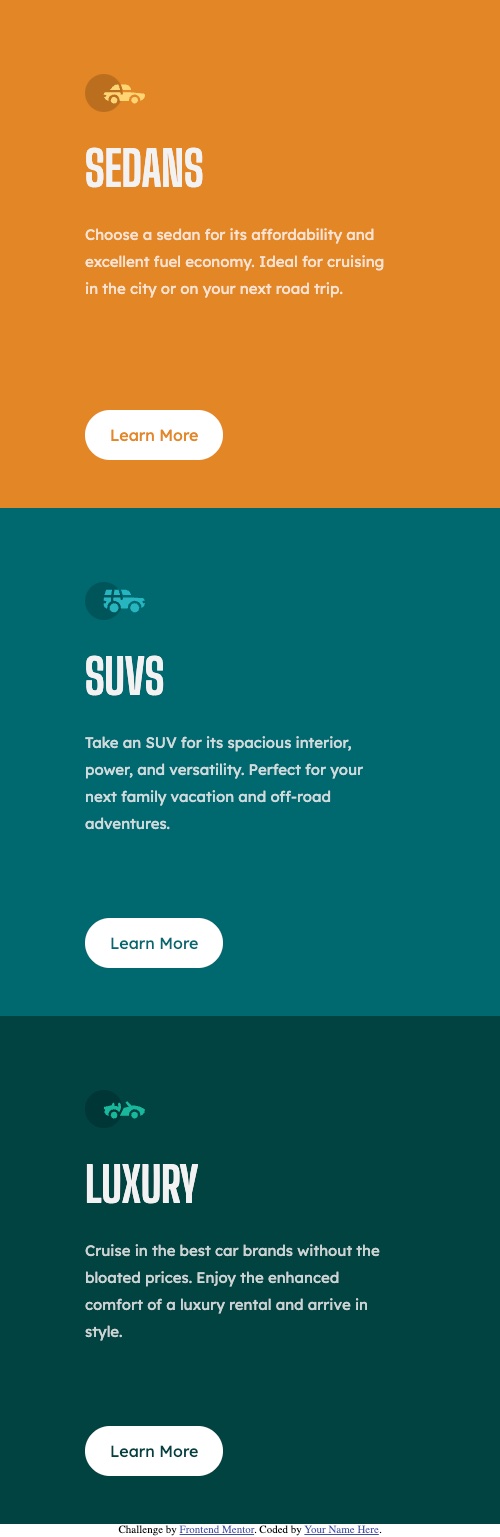 SEDANS
Choose a sedan for its affordability and
excellent fuel economy. Ideal for cruising
in the city or on your next road trip.
Learn More
SUVS
Take an SUV for its spacious interior,
power, and versatility. Perfect for your
next family vacation and off-road
adventures.
Learn More
LUXURY
Cruise in the best car brands without the
bloated prices. Enjoy the enhanced
comfort of a luxury rental and arrive in
style.
Learn More
Challenge by Frontend Mentor. Coded by Your Name Here.